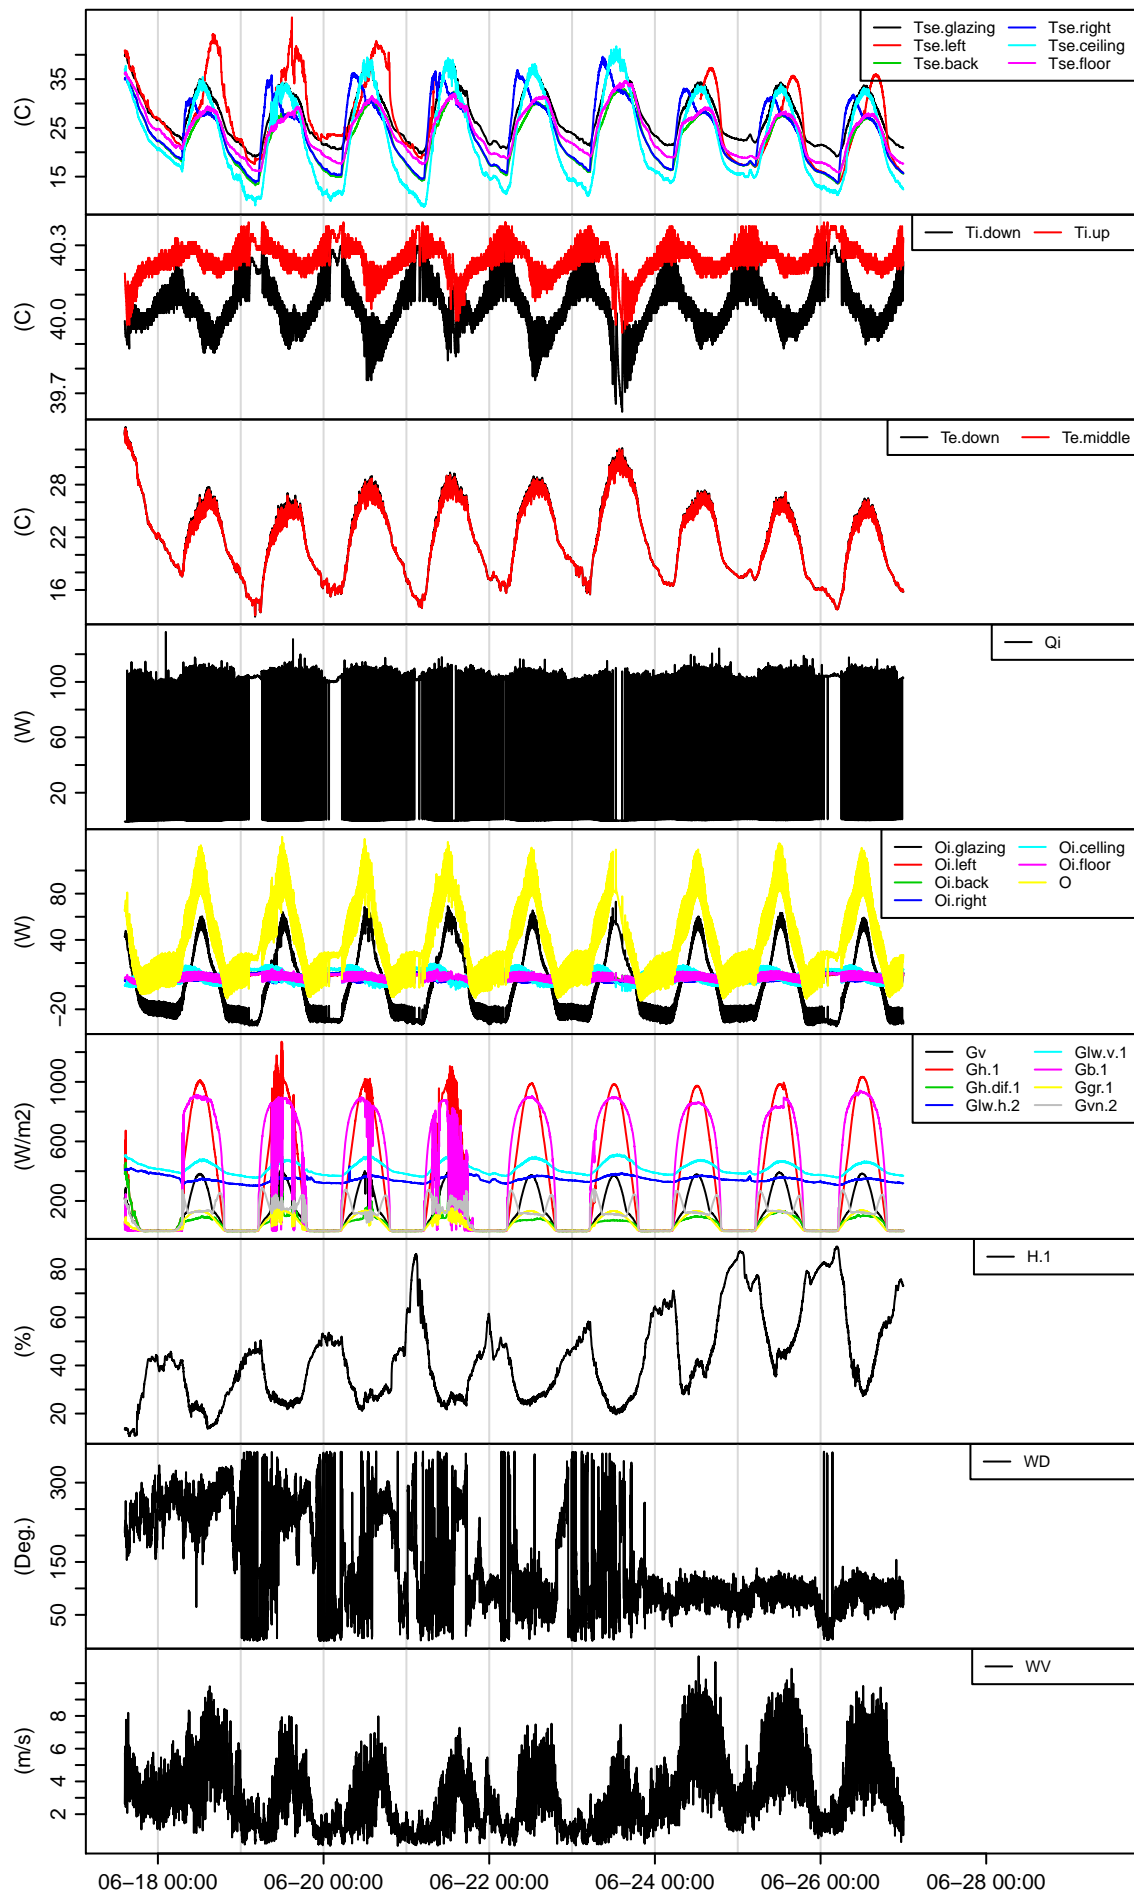 Tse.glazing Tse.right
Tse.left Tse.ceiling
Tse.back Tse.floor
(C)
15 25 35
Ti.down Ti.up
(C)
39.7 40.0 40.3
Te.down Te.middle
(C)
16 22 28
Qi
(W)
20 60 100
Oi.glazing Oi.celling
Oi.left Oi.floor
Oi.back O
Oi.right
(W)
−20 40 80
Gv Glw.v.1
Gh.1 Gb.1
Gh.dif.1 Ggr.1
Glw.h.2 Gvn.2
(W/m2)
0 200 600 1000
H.1
(%)
20 40 60 80
WD
(Deg.)
50 150 300
WV
(m/s)
2 4 6 8
06−18 00:00 06−20 00:00 06−22 00:00 06−24 00:00 06−26 00:00 06−28 00:00